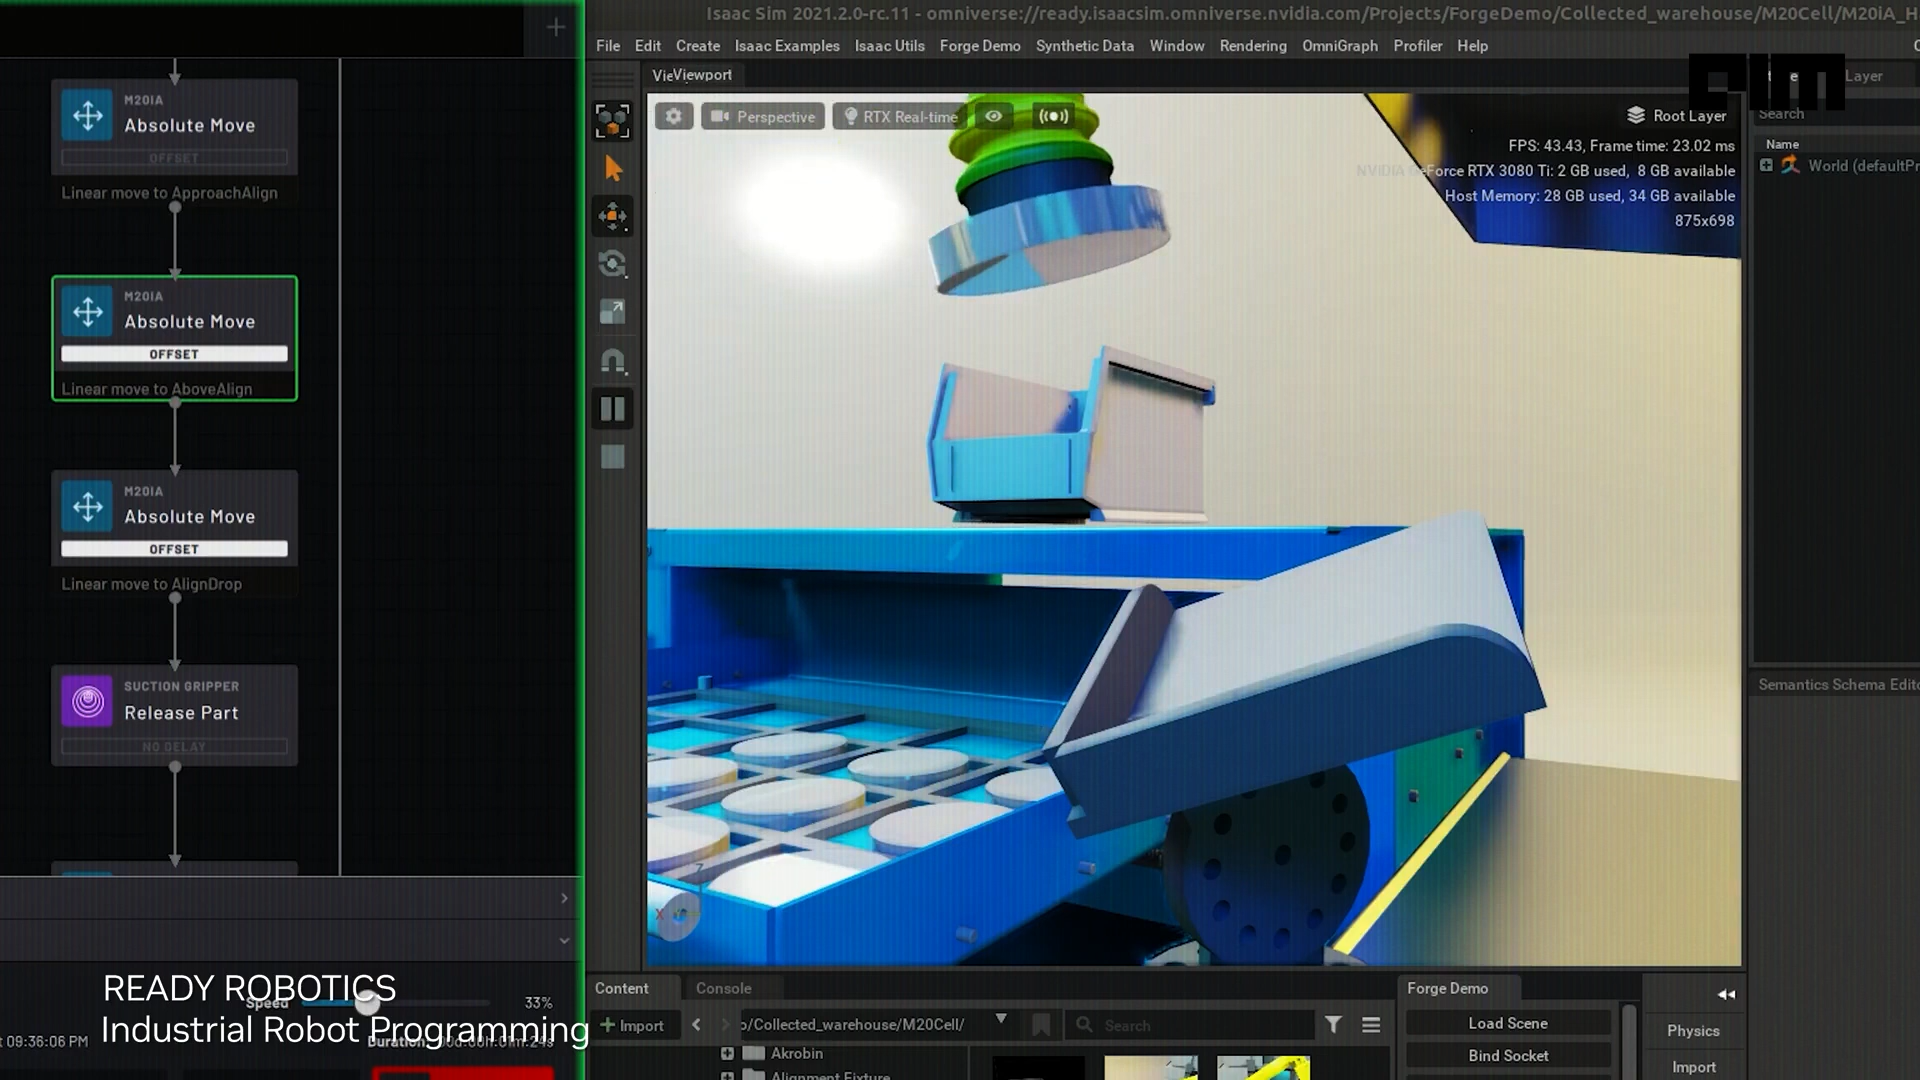 Isaac Sim 2021.2.0-rc.11 - omniverse://ready.isaacsim.omniverse.nvidia.com/Projects/ForgeDemo/Collected_warehouse/M20Cell/M20iA_H
File Edit Create Isaac Examples Isaac Utils Forge Demo Synthetic Data Window Rendering OmniGraph Profiler Help
Viewport
Layer
aim
Perspective
RTX Real-time
Root Layer
Search
FPS: 43.43, Frame time: 23.02 ms
NVIDIA GeForce RTX 3080 Ti: 2 GB used, 8 GB available
Host Memory: 28 GB used, 34 GB available
875x698
Name
World (defaultPr
Semantics Schema Edito
M20IA
Absolute Move
OFFSET
Linear move to ApproachAlign
M20IA
Absolute Move
OFFSET
Linear move to AboveAlign
M20IA
Absolute Move
OFFSET
Linear move to AlignDrop
SUCTION GRIPPER
Release Part
NO DELAY
READY ROBOTICS
Speed
33%
Industrial Robot Programming
09:36:06 PM
Duration:
Content
Console
Import
o/Collected_warehouse/M20Cell/
Search
Akrobin
Alignment Fixture
Forge Demo
Load Scene
Bind Socket
Physics
Import